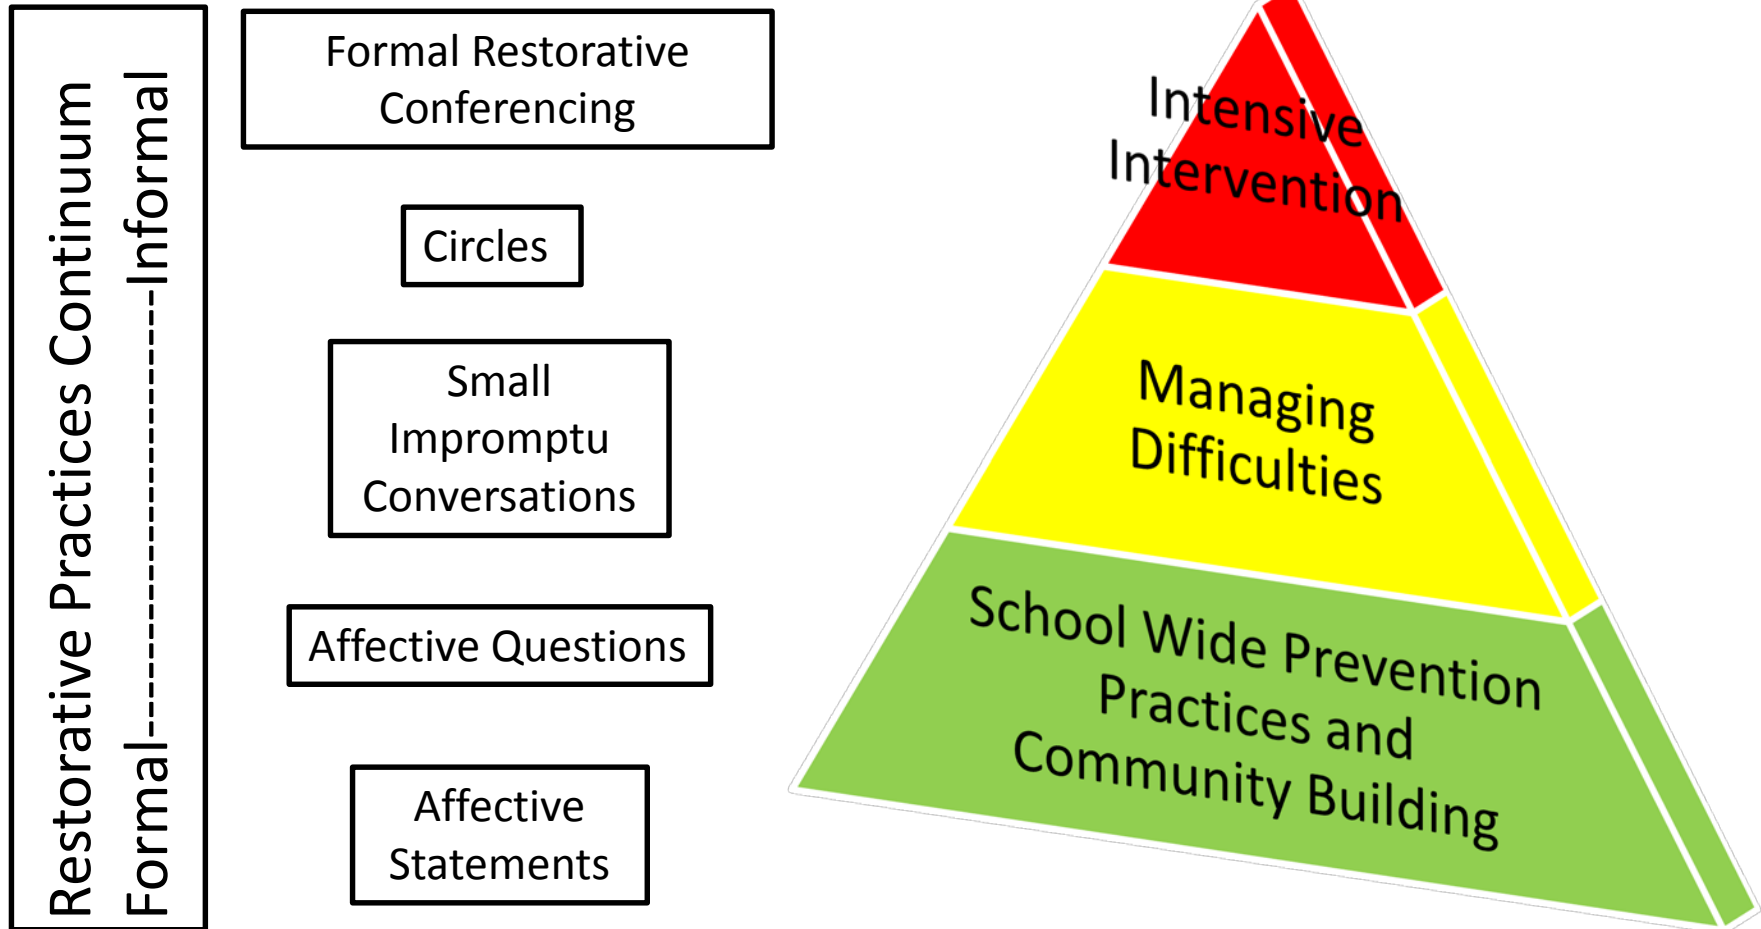 Restorative Practices Continuum
Formal--------------------------Informal
Formal Restorative
Conferencing
Circles
Small
Impromptu
Conversations
Affective Questions
Affective
Statements
Intensive
Intervention
Managing
Difficulties
School Wide Prevention
Practices and
Community Building